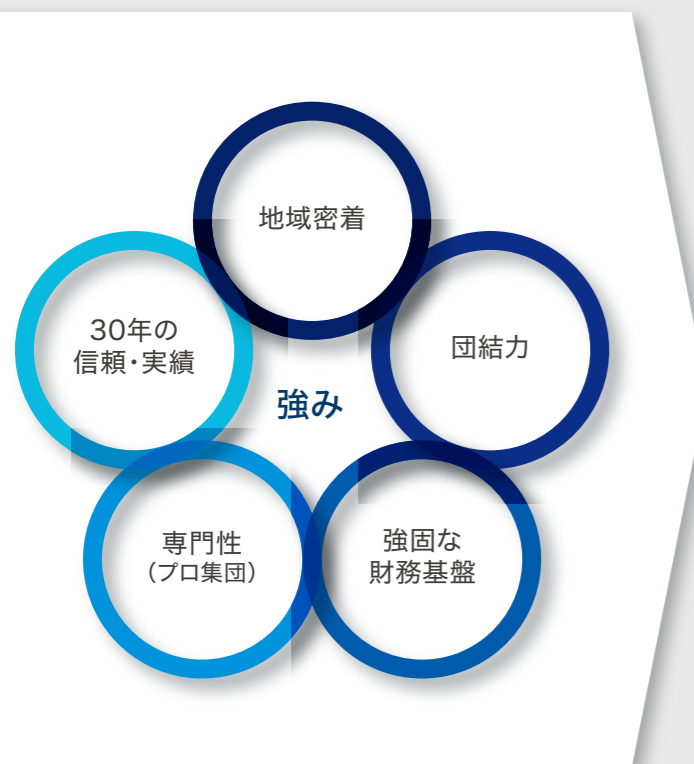 地域密着
30年の
信頼・実績
団結力
強み
専門性
（プロ集団）
強固な
財務基盤